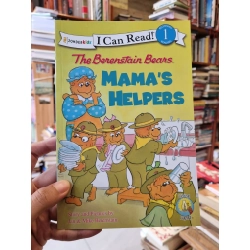 I Can Read! 1
The Berenstain Bears
MAMA'S
HELPERS